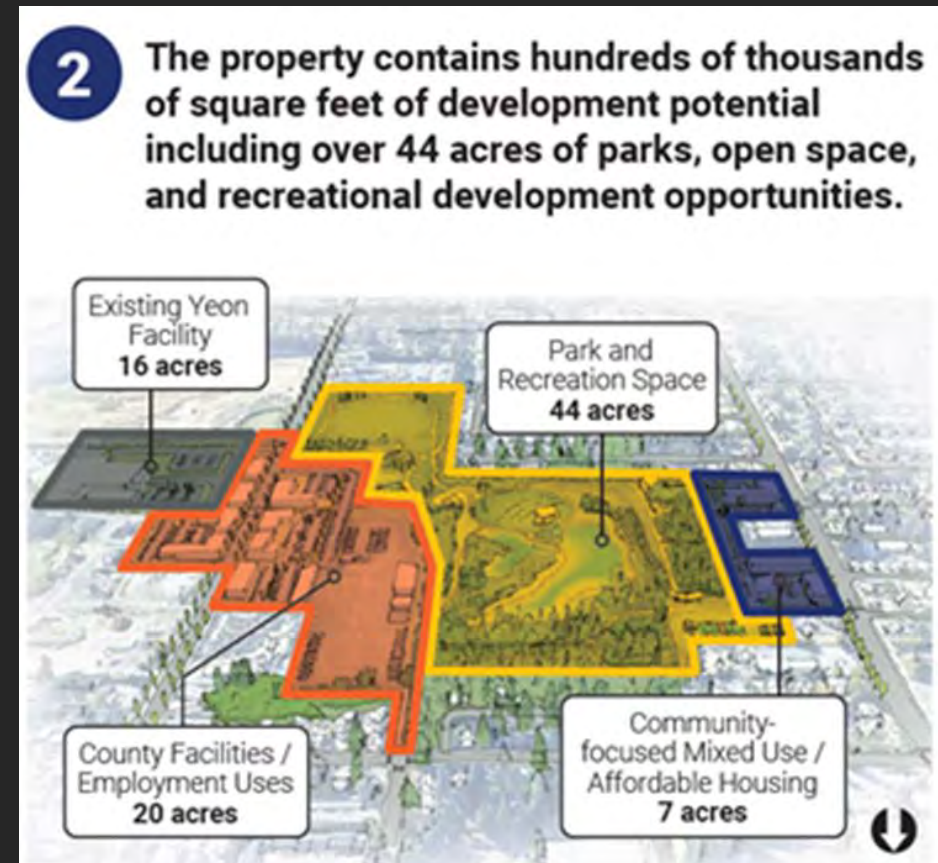 2
The property contains hundreds of thousands
of square feet of development potential
including over 44 acres of parks, open space,
and recreational development opportunities.
Existing Yeon
Facility
16 acres
Park and
Recreation Space
44 acres
County Facilities /
Employment Uses
20 acres
Community-
focused Mixed Use /
Affordable Housing
7 acres